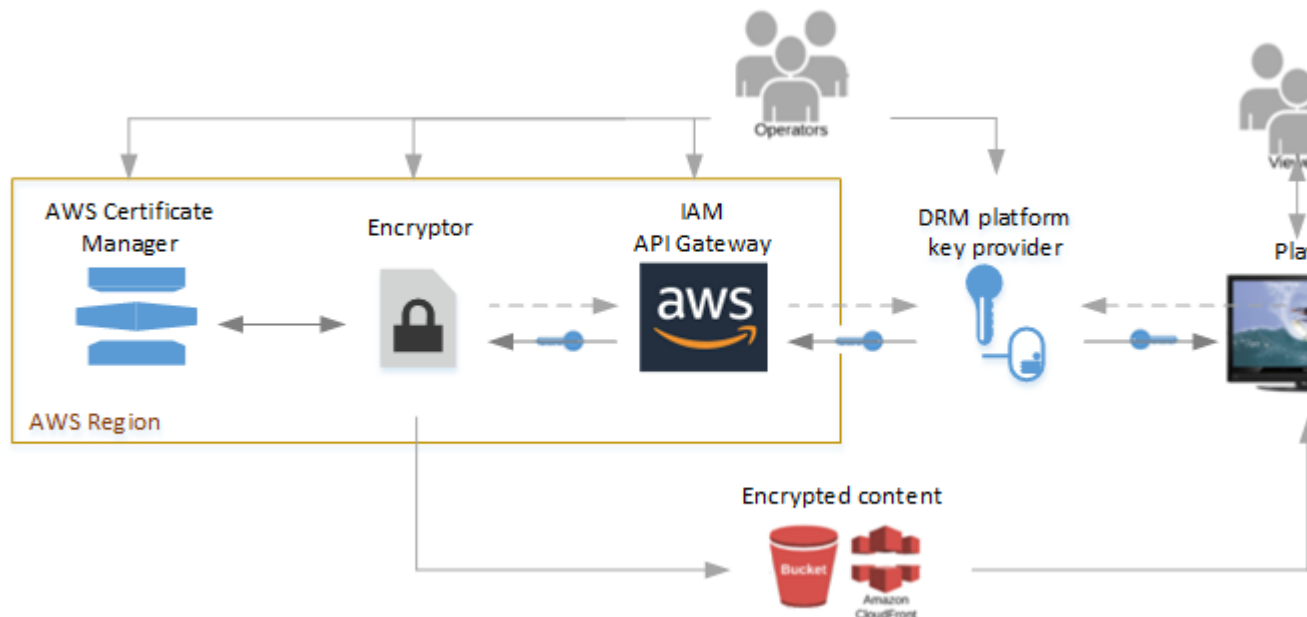 Operators
AWS Certificate
Manager
Encryptor
IAM
API Gateway
aws
DRM platform
key provider
AWS Region
Encrypted content
Bucket
Amazon
CloudFront